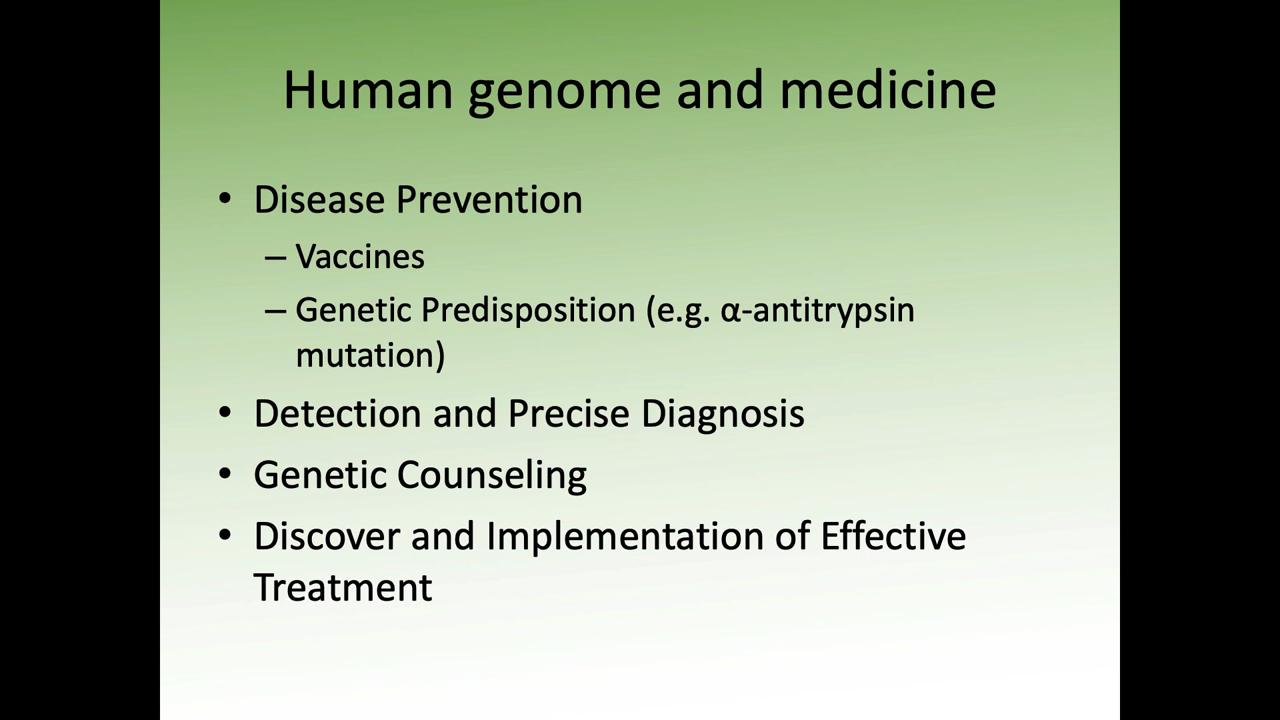 Human genome and medicine
• Disease Prevention
– Vaccines
– Genetic Predisposition (e.g. α-antitrypsin
mutation)
• Detection and Precise Diagnosis
• Genetic Counseling
• Discover and Implementation of Effective
Treatment